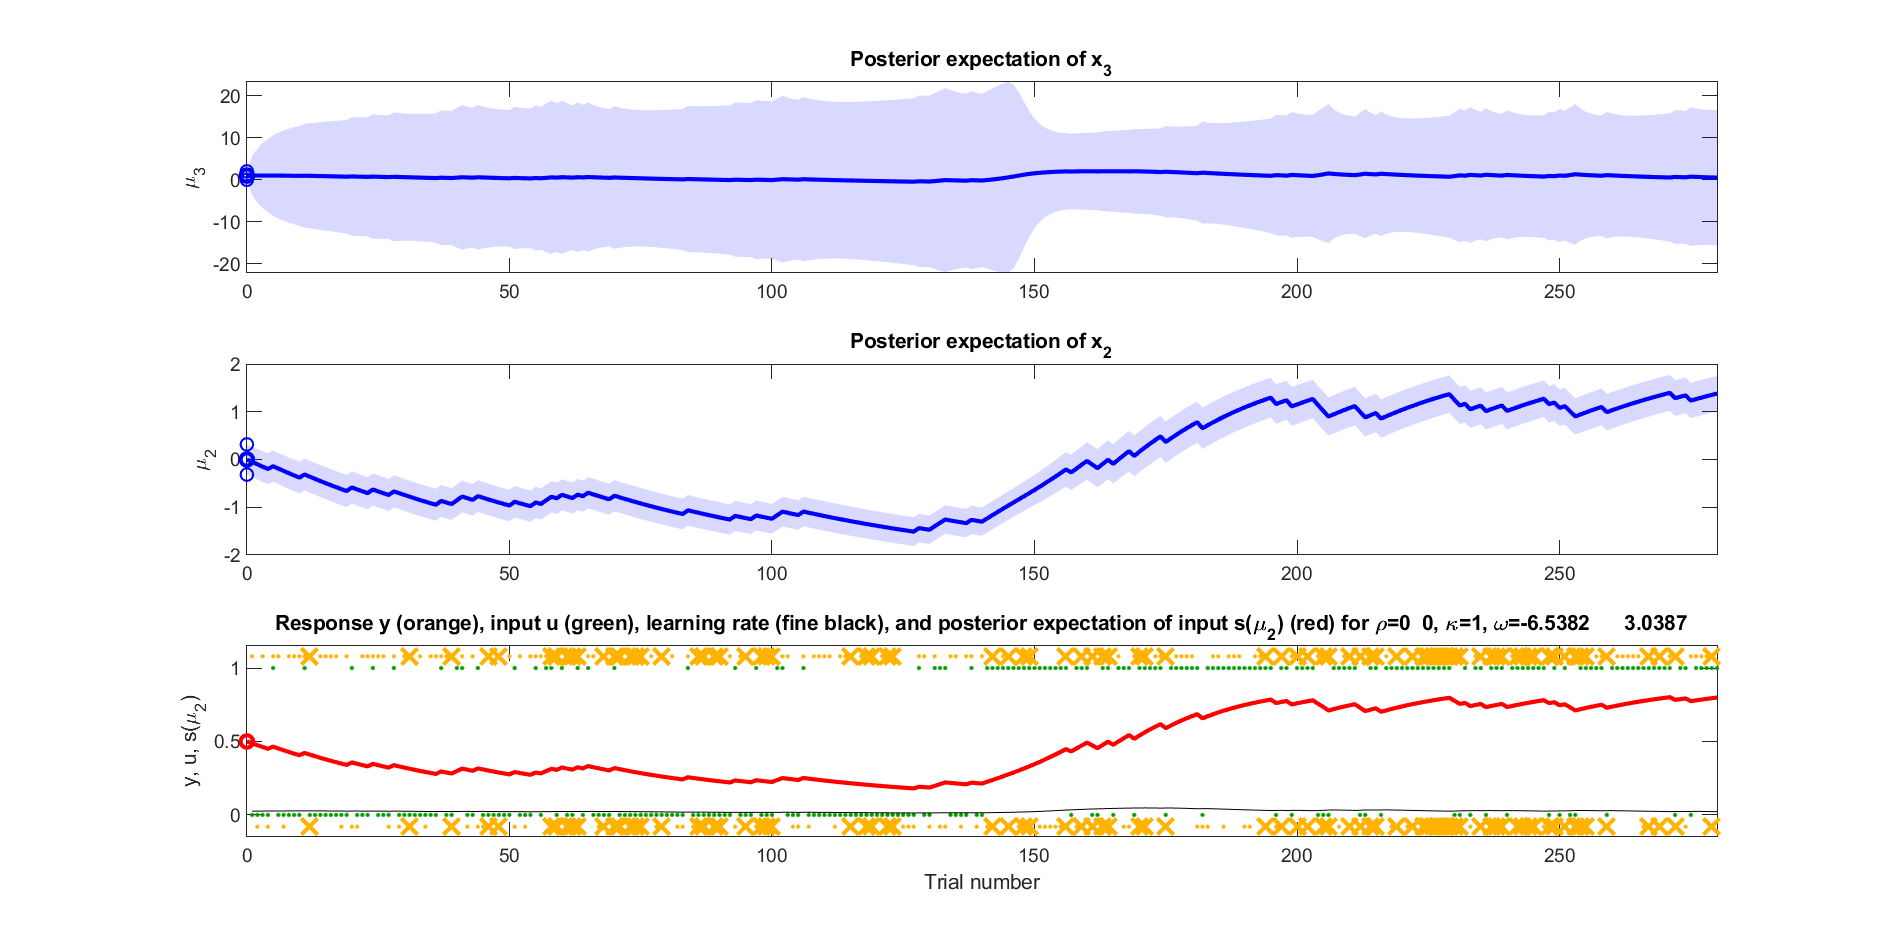 Posterior expectation of x₃
20
10
0
-10
-20
μ₃
0 50 100 150 200 250
Posterior expectation of x₂
2
1
0
-1
-2
μ₂
0 50 100 150 200 250
Response y (orange), input u (green), learning rate (fine black), and posterior expectation of input s(μ₂) (red) for ρ=0 0, κ=1, ω=-6.5382 3.0387
1
0.5
0
y, u, s(μ₂)
0 50 100 150 200 250
Trial number